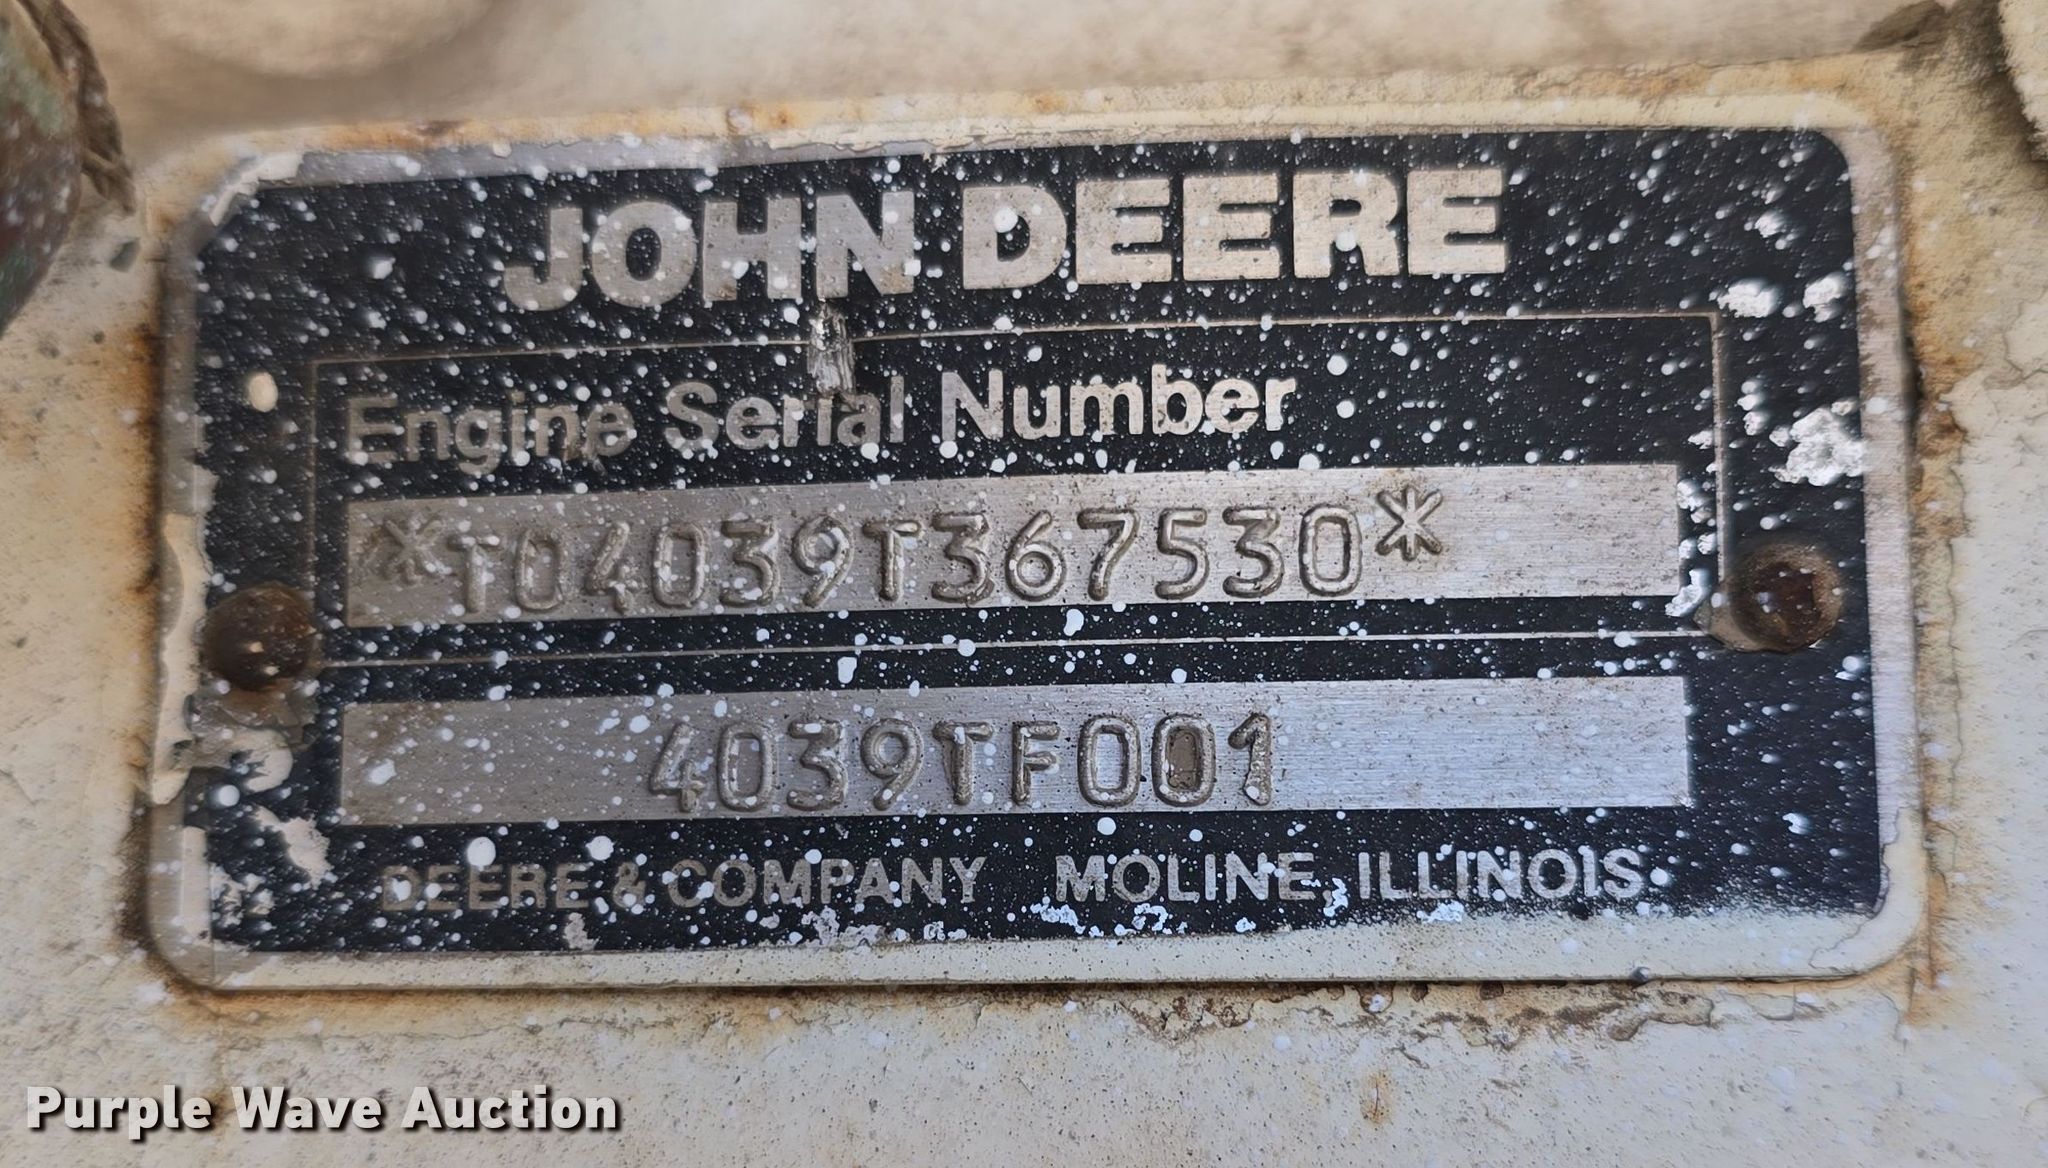 JOHN DEERE
Engine Serial Number
*T04039T367530*
4039TF001
DEERE & COMPANY MOLINE, ILLINOIS
Purple Wave Auction